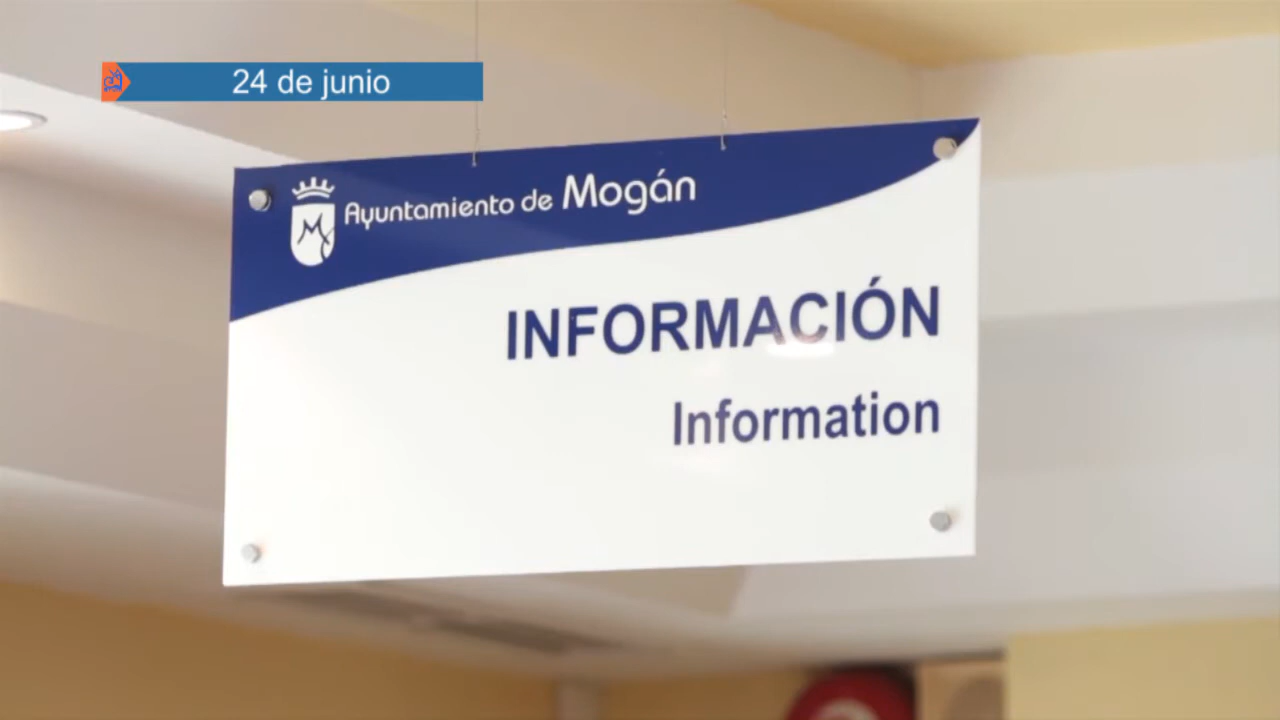 24 de junio
Ayuntamiento de Mogán
INFORMACIÓN
Information